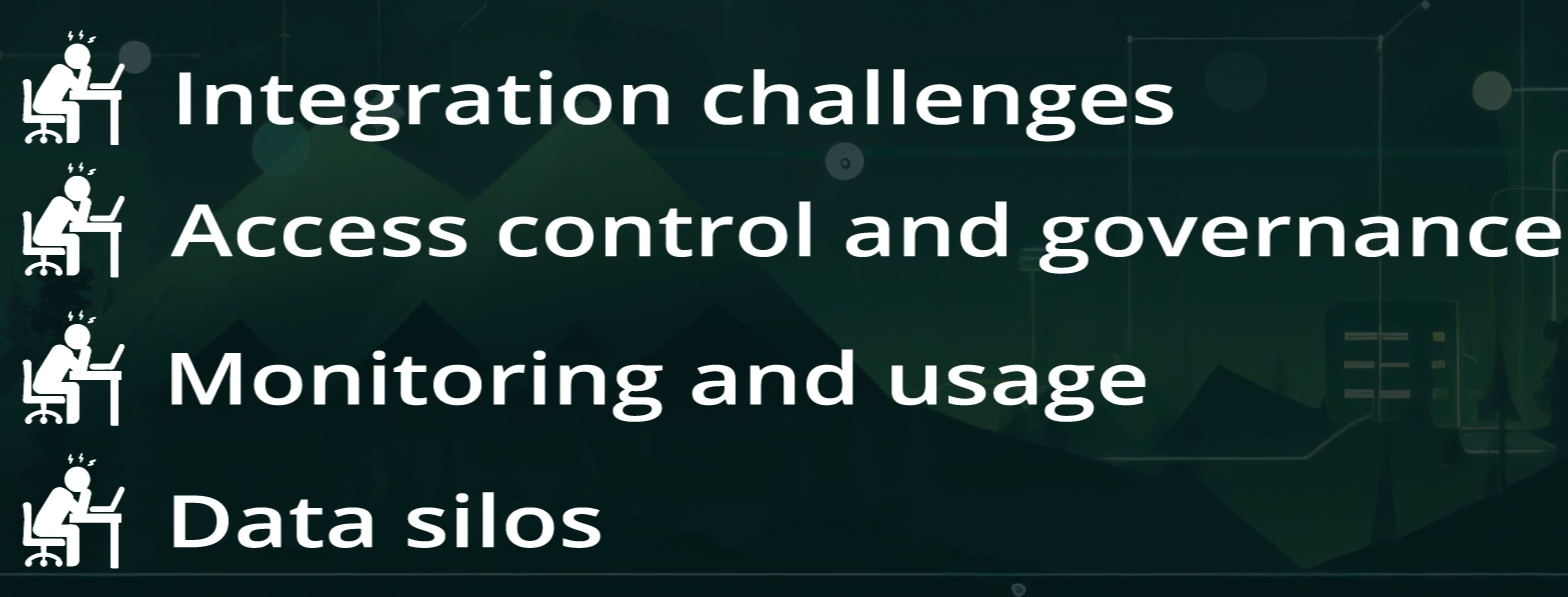 Integration challenges
Access control and governance
Monitoring and usage
Data silos